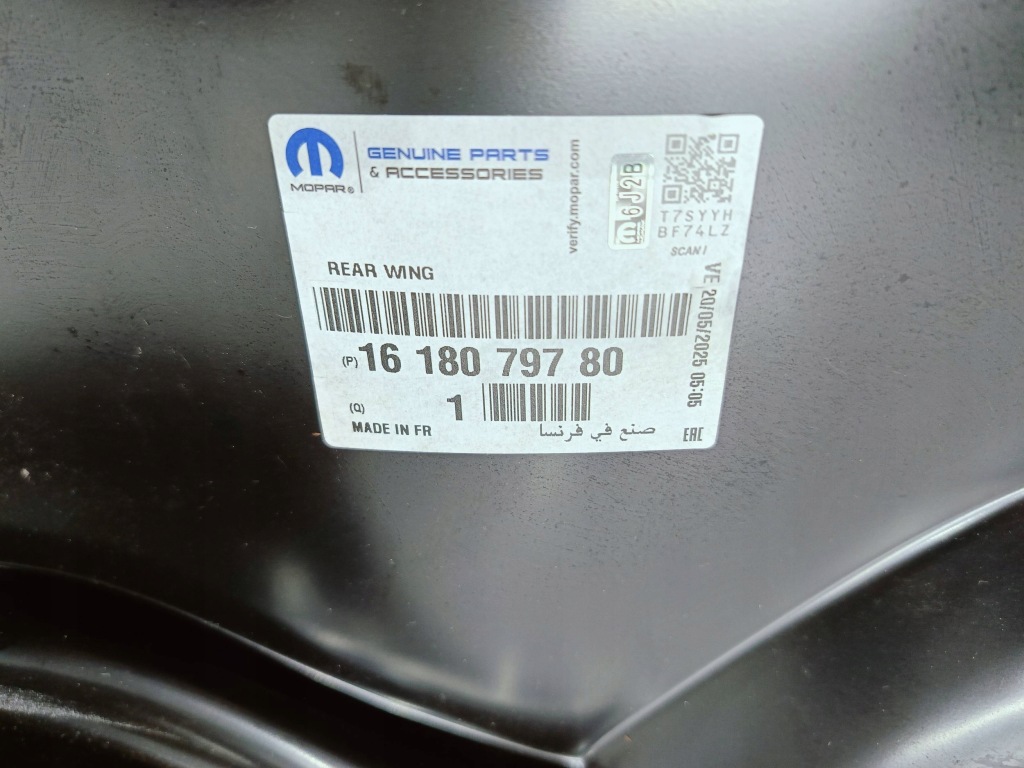 MOPAR®
GENUINE PARTS
& ACCESSORIES
verify.mopar.com
6J2B
T7SYYH
BF74LZ
SCAN!
REAR WING
VE 20/05/2025 05:05
(P) 16 180 797 80
(Q) 1
MADE IN FR
صنع في فرنسا
EAC